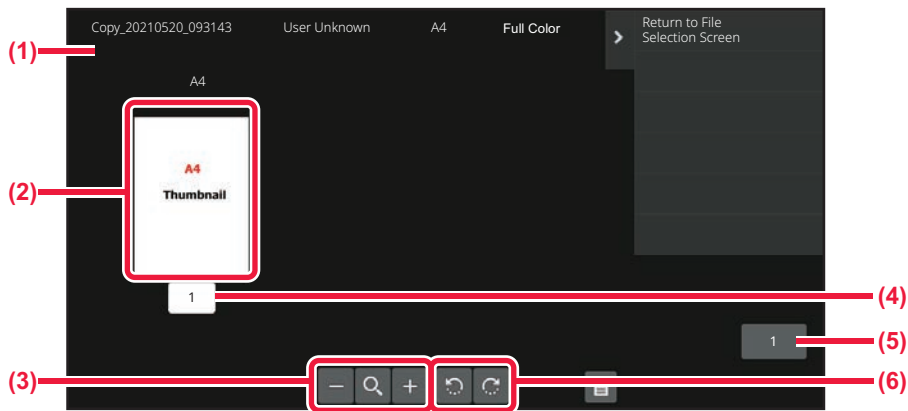 Copy_20210520_093143 User Unknown A4 Full Color
Return to File
Selection Screen
(1)
A4
(2)
A4
Thumbnail
1
(4)
1
(5)
(3)
(6)